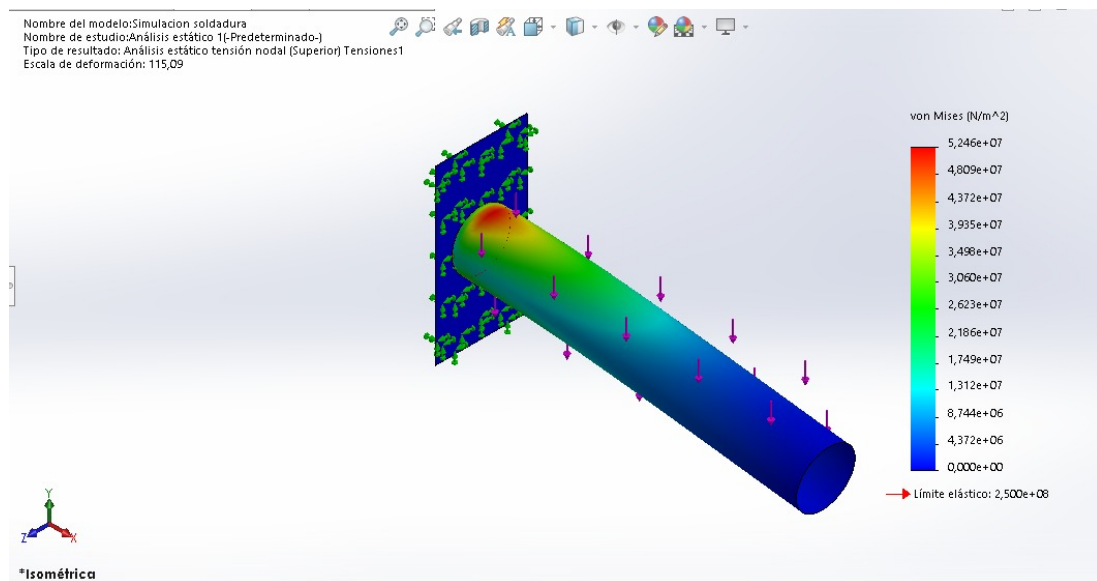 Nombre del modelo:Simulacion soldadura
Nombre de estudio:Análisis estático 1(-Predeterminado-)
Tipo de resultado: Análisis estático tensión nodal (Superior) Tensiones1
Escala de deformación: 115,09
von Mises (N/m^2)
5,246e+07
4,809e+07
4,372e+07
3,935e+07
3,498e+07
3,060e+07
2,623e+07
2,186e+07
1,749e+07
1,312e+07
8,744e+06
4,372e+06
0,000e+00
Límite elástico: 2,500e+08
Y
Z
X
*Isométrica